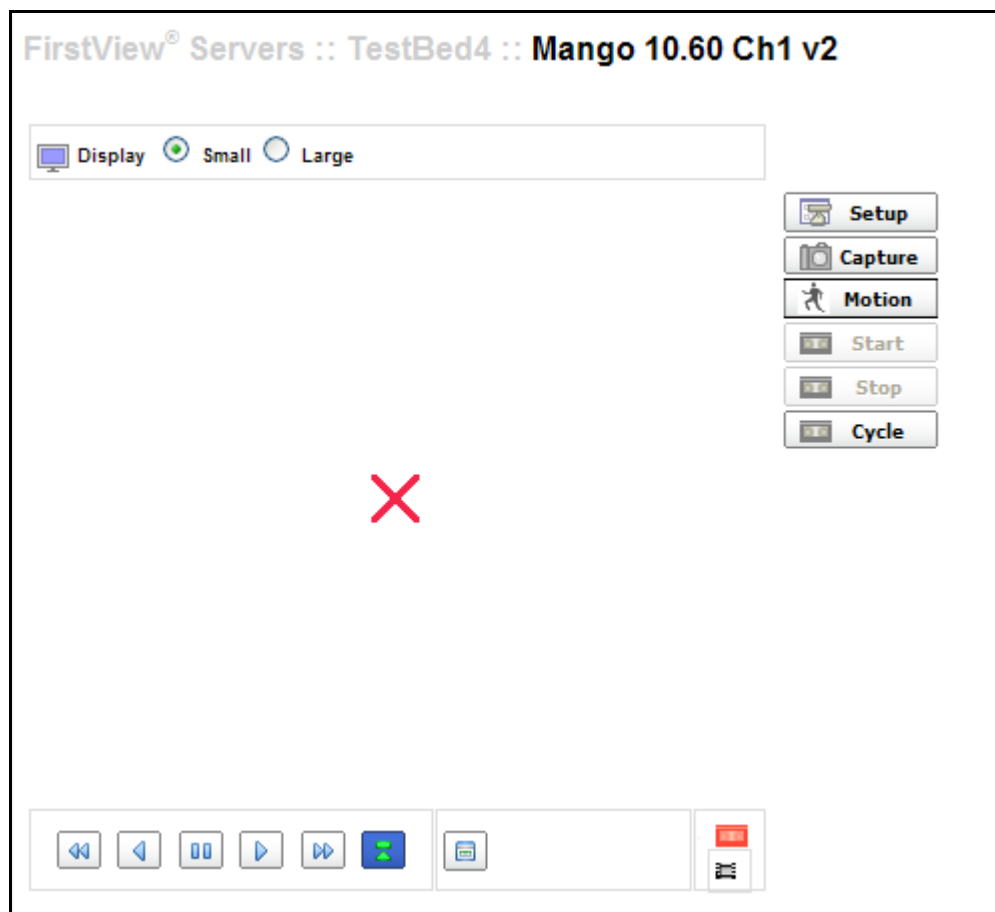 FirstView® Servers :: TestBed4 :: Mango 10.60 Ch1 v2
Display Small Large
Setup
Capture
Motion
Start
Stop
Cycle